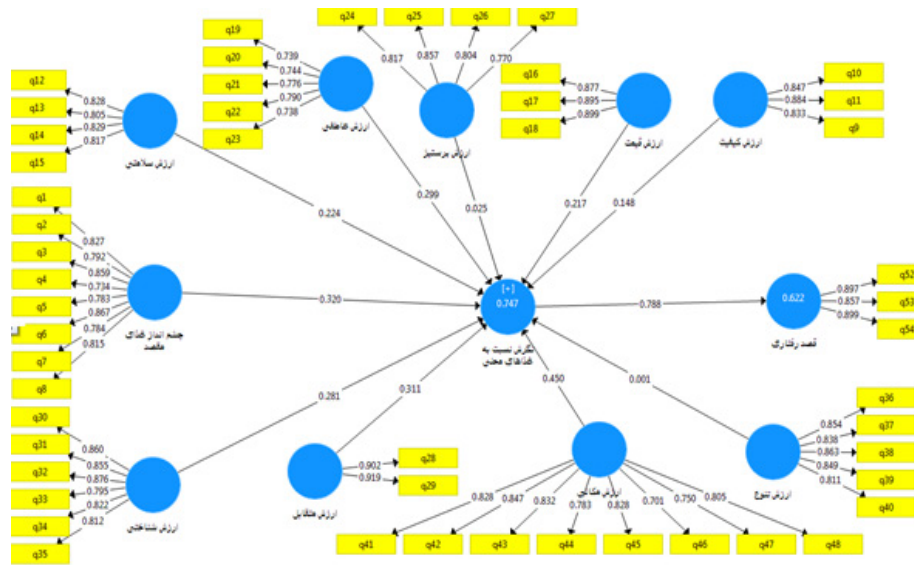 q12
q13
q14
q15
0.828
0.805
0.829
0.817
ارزش سلامتی
0.224
q19
q20
q21
q22
q23
0.739
0.744
0.776
0.790
0.738
ارزش عاطفی
0.299
q24
q25
q26
q27
0.817
0.857
0.804
0.770
ارزش پرستیژ
0.025
q16
q17
q18
0.877
0.895
0.899
ارزش قیمت
0.217
q10
q11
q9
0.847
0.884
0.833
ارزش کیفیت
0.148
q1
q2
q3
q4
q5
q6
q7
q8
0.827
0.792
0.859
0.734
0.783
0.867
0.784
0.815
چشم انداز غذای
مقصد
0.320
[+]
0.747
نگرش نسبت به
غذاهای محلی
0.788
0.622
قصد رفتاری
0.897
0.857
0.899
q52
q53
q54
q30
q31
q32
q33
q34
q35
0.860
0.855
0.876
0.795
0.822
0.812
ارزش شناختی
0.281
0.311
ارزش متقابل
0.902
0.919
q28
q29
0.450
ارزش مکانی
0.828
0.847
0.832
0.783
0.828
0.701
0.750
0.805
q41
q42
q43
q44
q45
q46
q47
q48
0.001
ارزش تنوع
0.854
0.838
0.863
0.849
0.811
q36
q37
q38
q39
q40